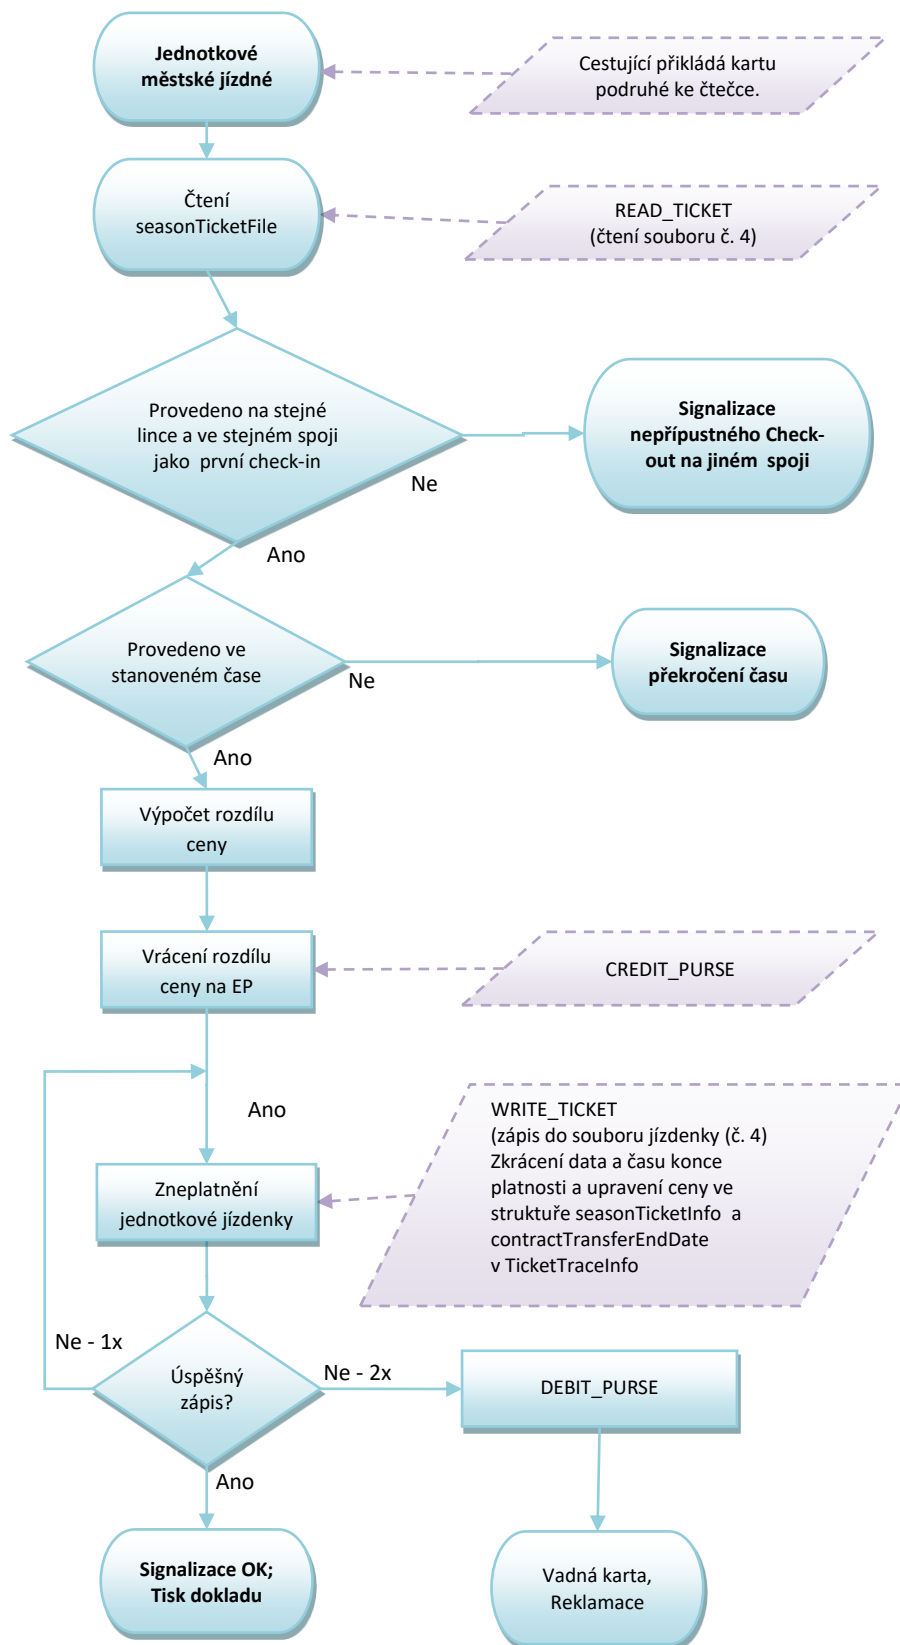 Jednotkové
městské jízdné
Cestující přikládá kartu
podruhé ke čtečce.
Čtení
seasonTicketFile
READ_TICKET
(čtení souboru č. 4)
Provedeno na stejné
lince a ve stejném spoji
jako první check-in
Signalizace
nepřípustného Check-
out na jiném spoji
Ne
Ano
Provedeno ve
stanoveném čase
Signalizace
překročení času
Ne
Ano
Výpočet rozdílu
ceny
Vrácení rozdílu
ceny na EP
CREDIT_PURSE
Ano
WRITE_TICKET
(zápis do souboru jízdenky (č. 4)
Zkrácení data a času konce
platnosti a upravení ceny ve
struktuře seasonTicketInfo a
contractTransferEndDate
v TicketTraceInfo
Zneplatnění
jednotkové jízdenky
Ne - 1x
Úspěšný
zápis?
Ne - 2x
DEBIT_PURSE
Ano
Signalizace OK;
Tisk dokladu
Vadná karta,
Reklamace